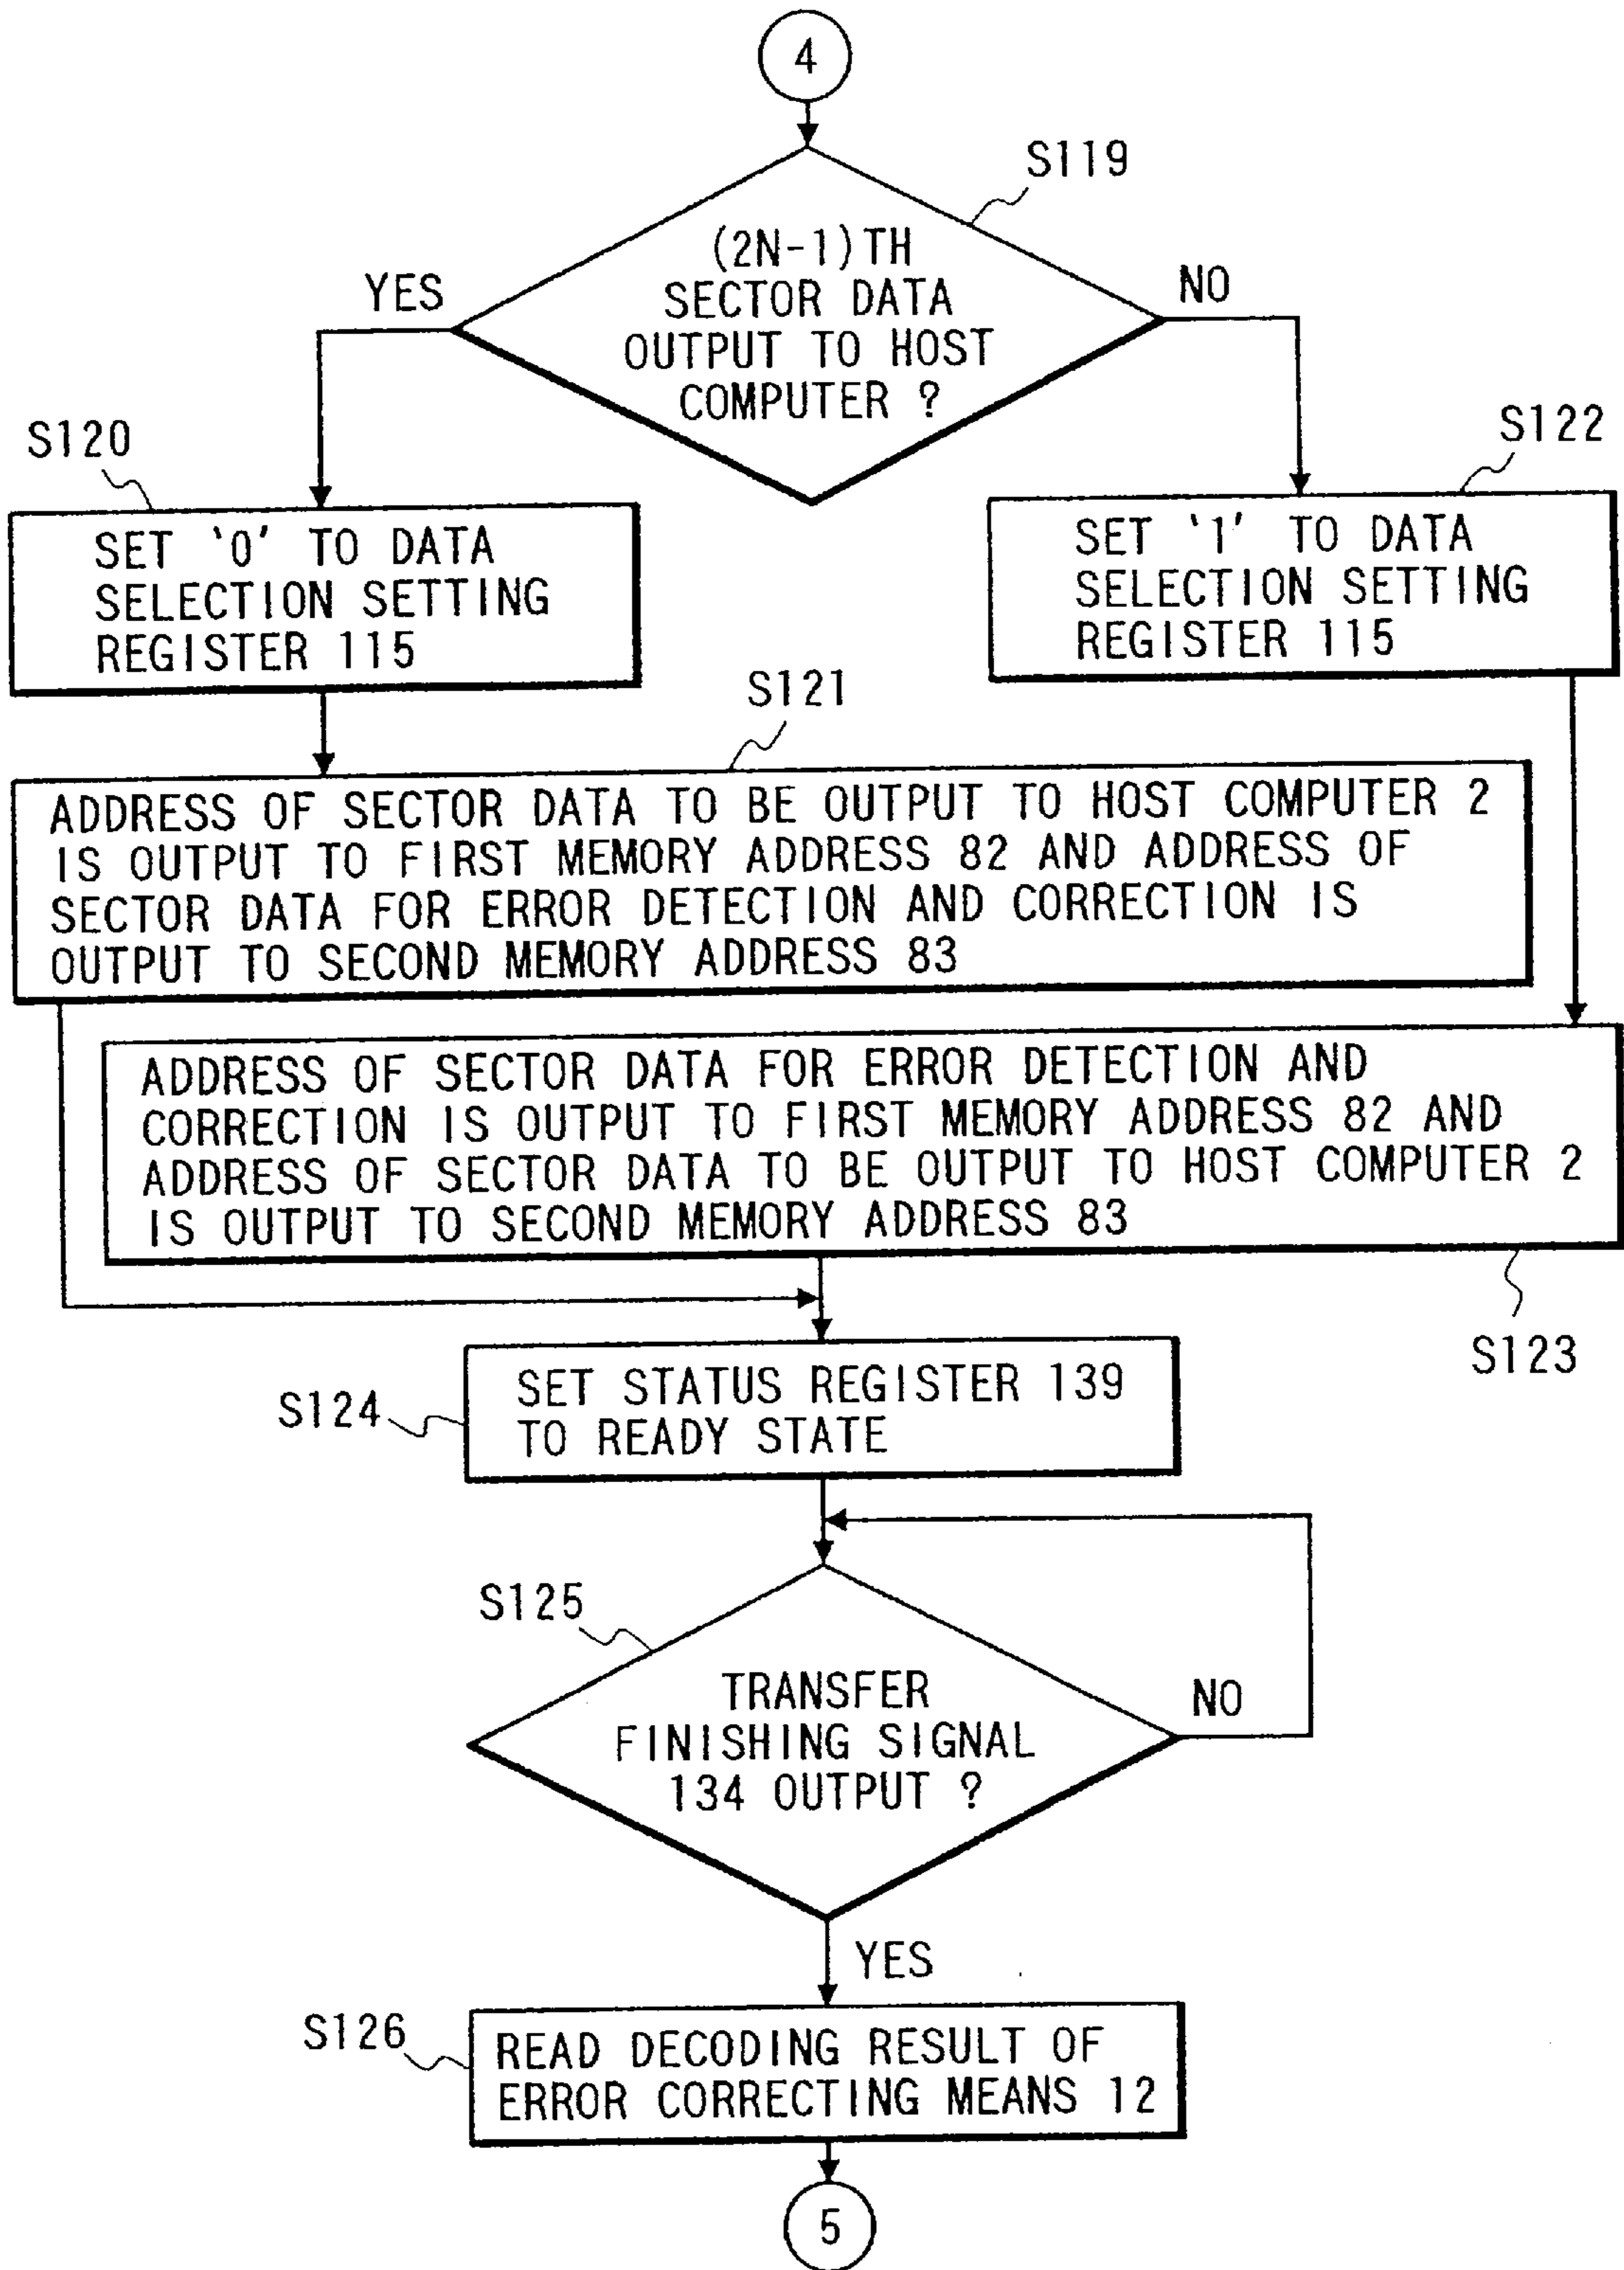 4
S119
(2N-1)TH
SECTOR DATA
OUTPUT TO HOST
COMPUTER ?
YES
NO
S120
SET '0' TO DATA
SELECTION SETTING
REGISTER 115
S122
SET '1' TO DATA
SELECTION SETTING
REGISTER 115
S121
ADDRESS OF SECTOR DATA TO BE OUTPUT TO HOST COMPUTER 2
IS OUTPUT TO FIRST MEMORY ADDRESS 82 AND ADDRESS OF
SECTOR DATA FOR ERROR DETECTION AND CORRECTION IS
OUTPUT TO SECOND MEMORY ADDRESS 83
ADDRESS OF SECTOR DATA FOR ERROR DETECTION AND
CORRECTION IS OUTPUT TO FIRST MEMORY ADDRESS 82 AND
ADDRESS OF SECTOR DATA TO BE OUTPUT TO HOST COMPUTER 2
IS OUTPUT TO SECOND MEMORY ADDRESS 83
S123
S124
SET STATUS REGISTER 139
TO READY STATE
S125
TRANSFER
FINISHING SIGNAL
134 OUTPUT ?
NO
YES
S126
READ DECODING RESULT OF
ERROR CORRECTING MEANS 12
5